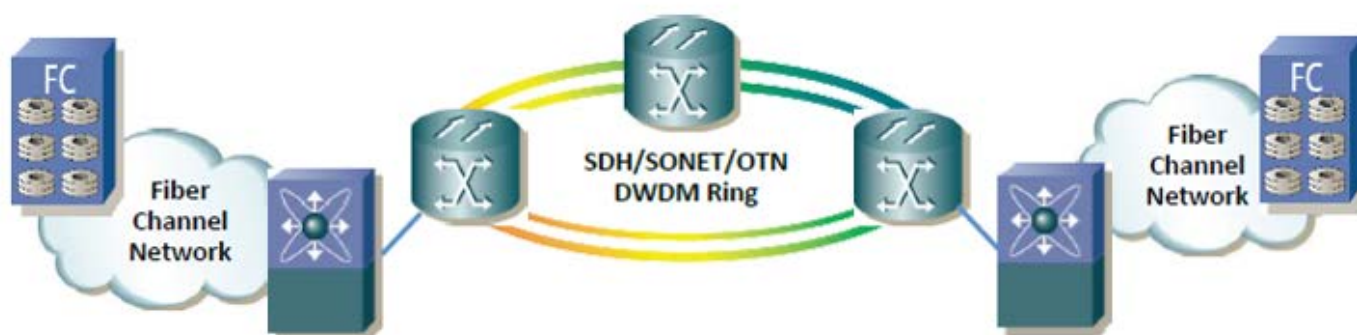 FC
Fiber
Channel
Network
SDH/SONET/OTN
DWDM Ring
Fiber
Channel
Network
FC